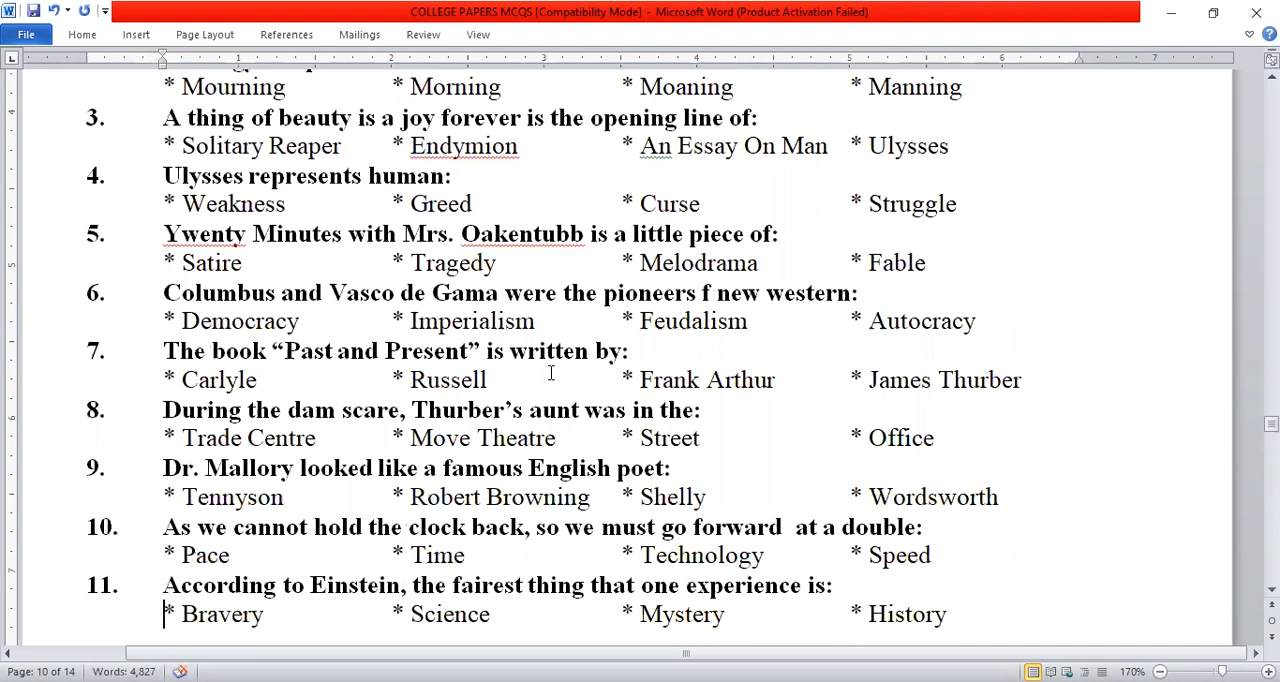 COLLEGE PAPERS MCQS [Compatibility Mode] - Microsoft Word (Product Activation Failed)
File Home Insert Page Layout References Mailings Review View
1 2 3 4 5 6 7
* Mourning * Morning * Moaning * Manning
3. A thing of beauty is a joy forever is the opening line of:
* Solitary Reaper * Endymion * An Essay On Man * Ulysses
4. Ulysses represents human:
* Weakness * Greed * Curse * Struggle
5. Ywenty Minutes with Mrs. Oakentubb is a little piece of:
* Satire * Tragedy * Melodrama * Fable
6. Columbus and Vasco de Gama were the pioneers f new western:
* Democracy * Imperialism * Feudalism * Autocracy
7. The book “Past and Present” is written by:
* Carlyle * Russell * Frank Arthur * James Thurber
8. During the dam scare, Thurber’s aunt was in the:
* Trade Centre * Move Theatre * Street * Office
9. Dr. Mallory looked like a famous English poet:
* Tennyson * Robert Browning * Shelly * Wordsworth
10. As we cannot hold the clock back, so we must go forward at a double:
* Pace * Time * Technology * Speed
11. According to Einstein, the fairest thing that one experience is:
* Bravery * Science * Mystery * History
Page: 10 of 14 Words: 4,827 170%